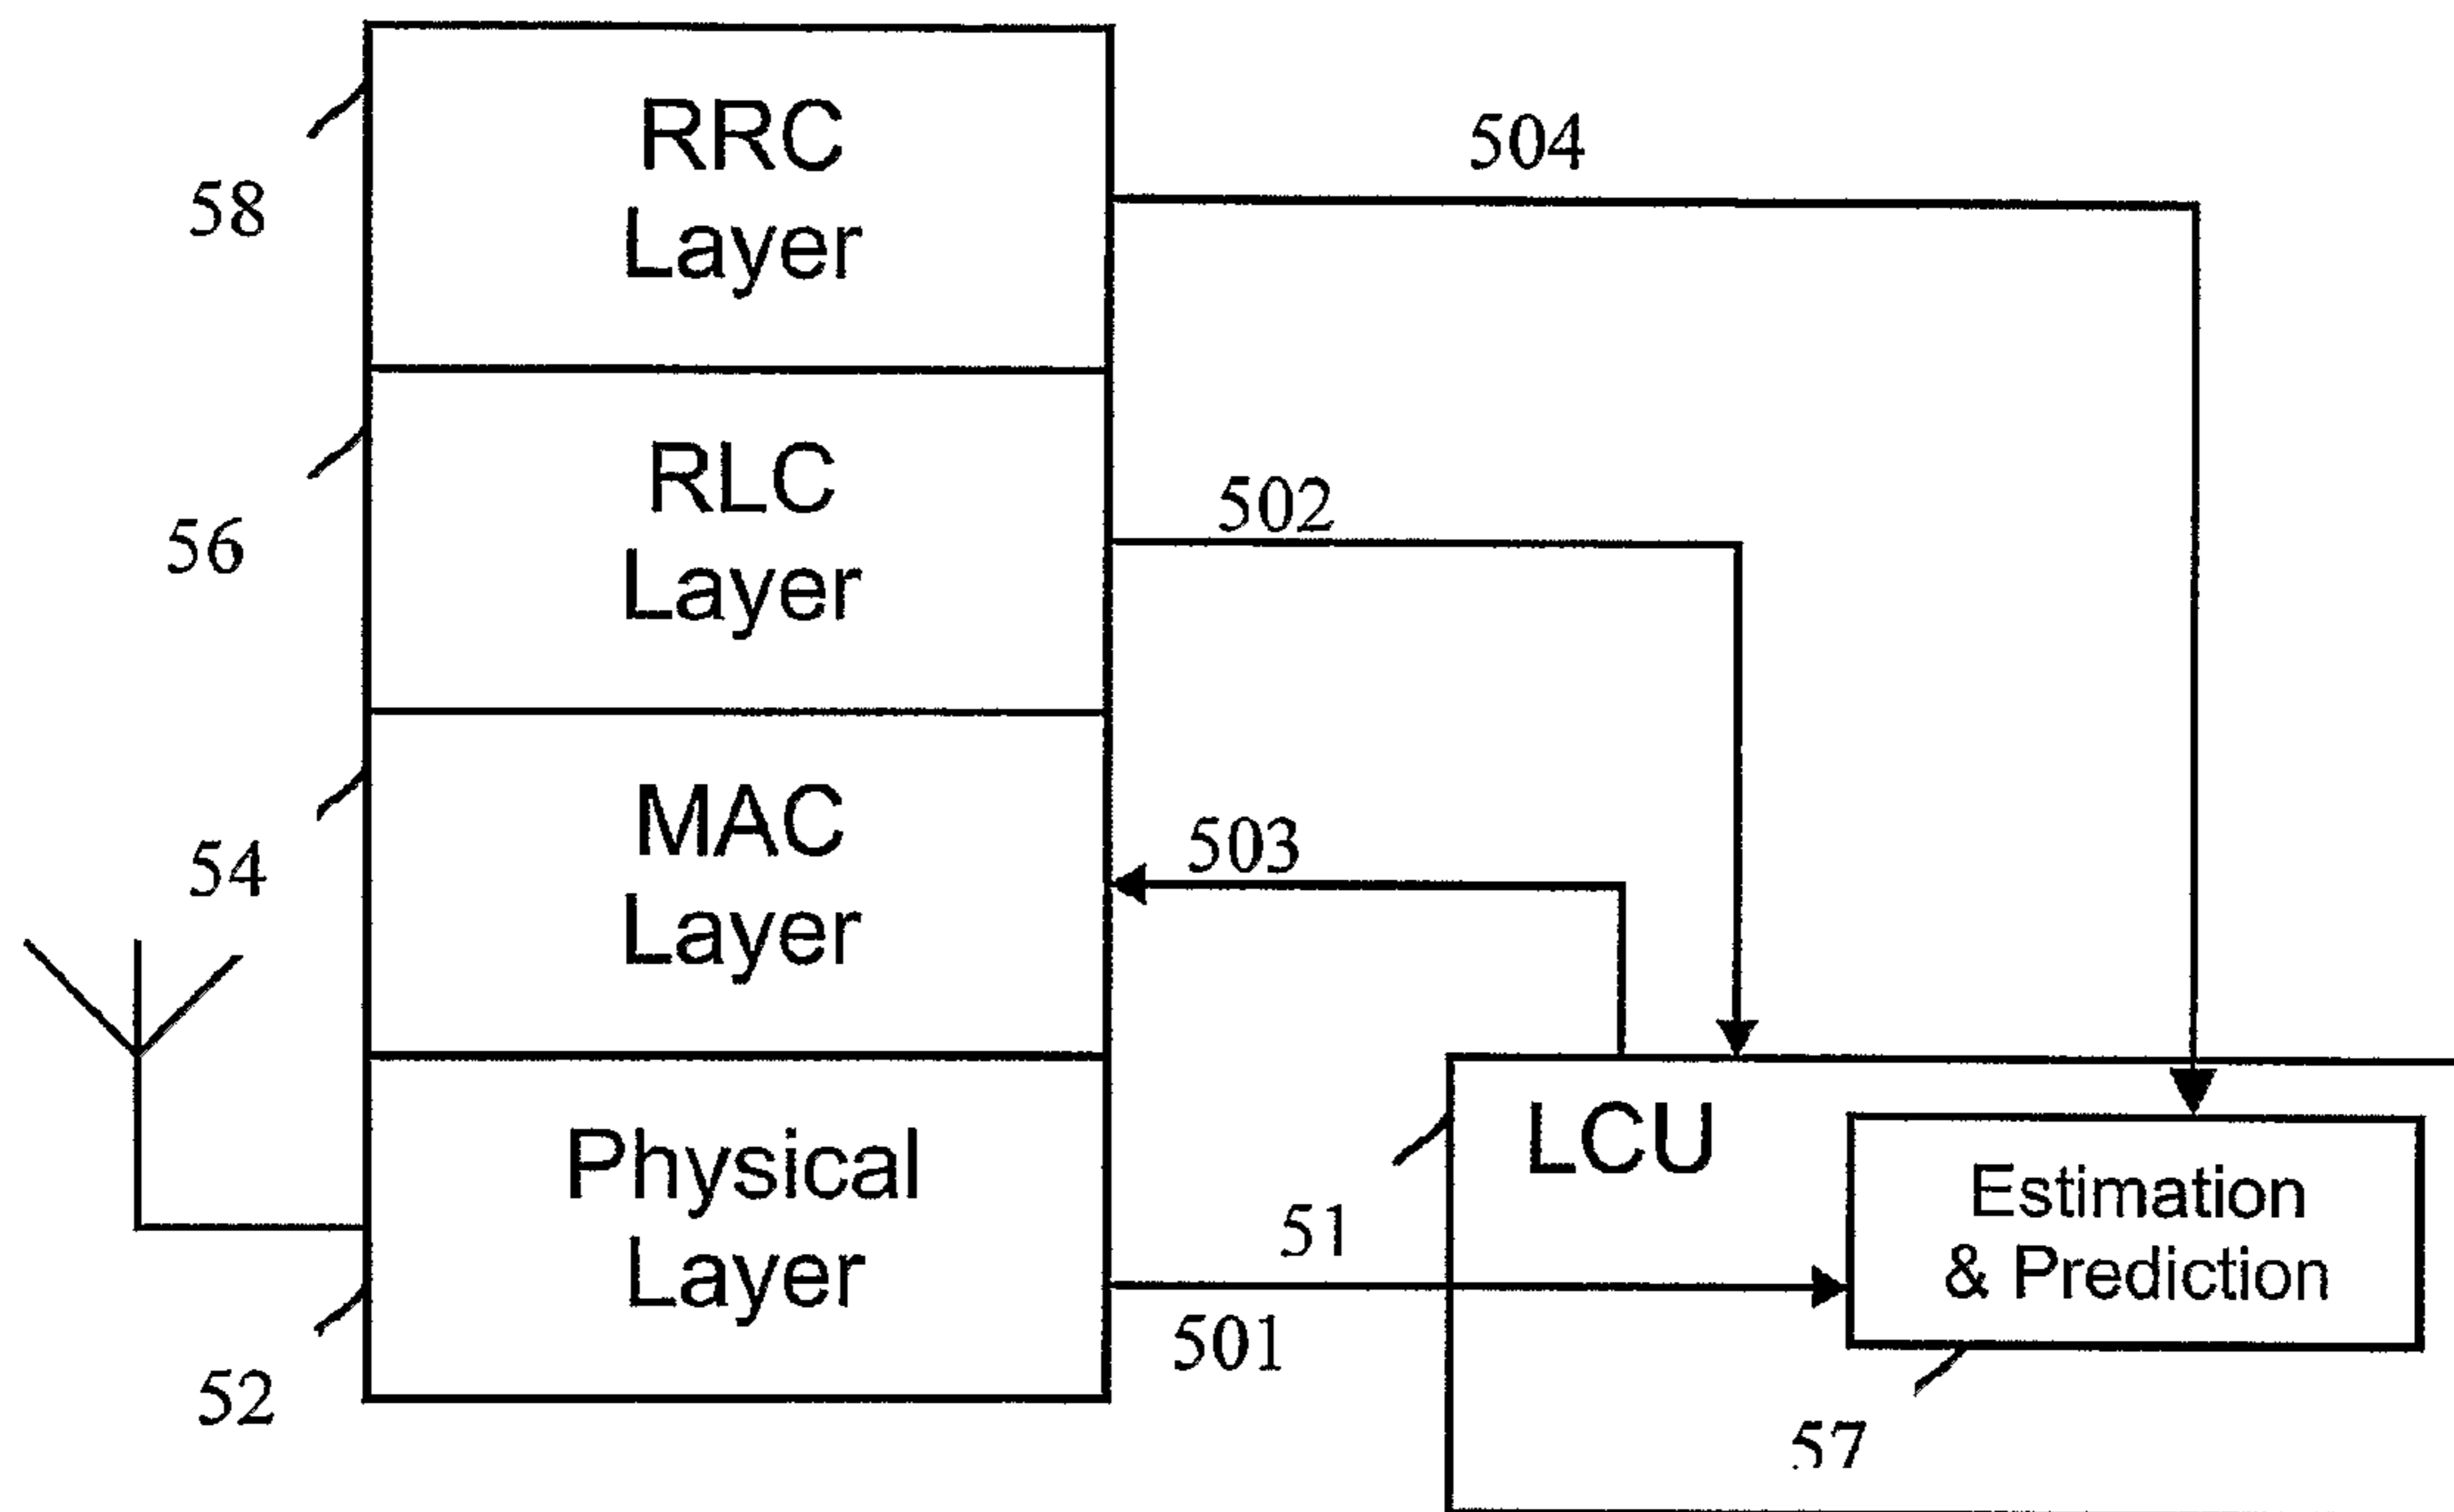 RRC
Layer
504
58
RLC
Layer
502
56
MAC
Layer
503
54
Physical
Layer
LCU
Estimation
& Prediction
51
501
52
57